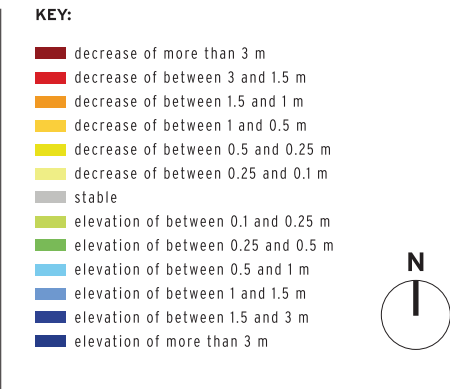 KEY:
decrease of more than 3 m
decrease of between 3 and 1.5 m
decrease of between 1.5 and 1 m
decrease of between 1 and 0.5 m
decrease of between 0.5 and 0.25 m
decrease of between 0.25 and 0.1 m
stable
elevation of between 0.1 and 0.25 m
elevation of between 0.25 and 0.5 m
elevation of between 0.5 and 1 m
elevation of between 1 and 1.5 m
elevation of between 1.5 and 3 m
elevation of more than 3 m
N